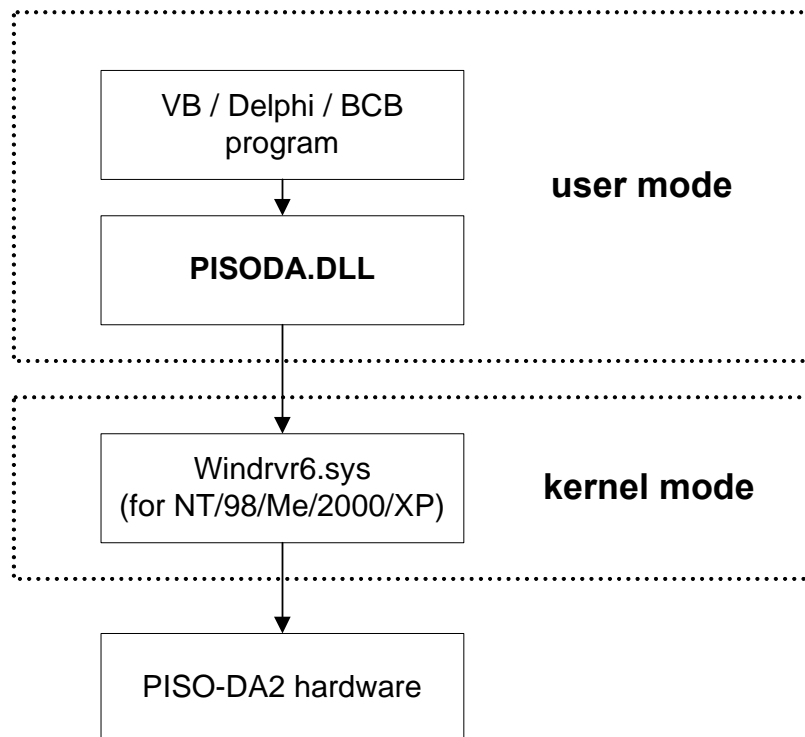 VB / Delphi / BCB
program
user mode
PISODA.DLL
Windrvr6.sys
(for NT/98/Me/2000/XP)
kernel mode
PISO-DA2 hardware